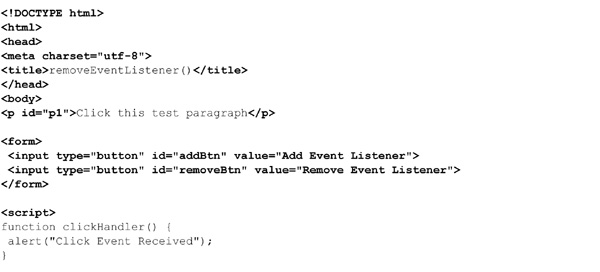 <!DOCTYPE html>
<html>
<head>
<meta charset="utf-8">
<title>removeEventListener()</title>
</head>
<body>
<p id="p1">Click this test paragraph</p>
<form>
<input type="button" id="addBtn" value="Add Event Listener">
<input type="button" id="removeBtn" value="Remove Event Listener">
</form>
<script>
function clickHandler() {
alert("Click Event Received");
}